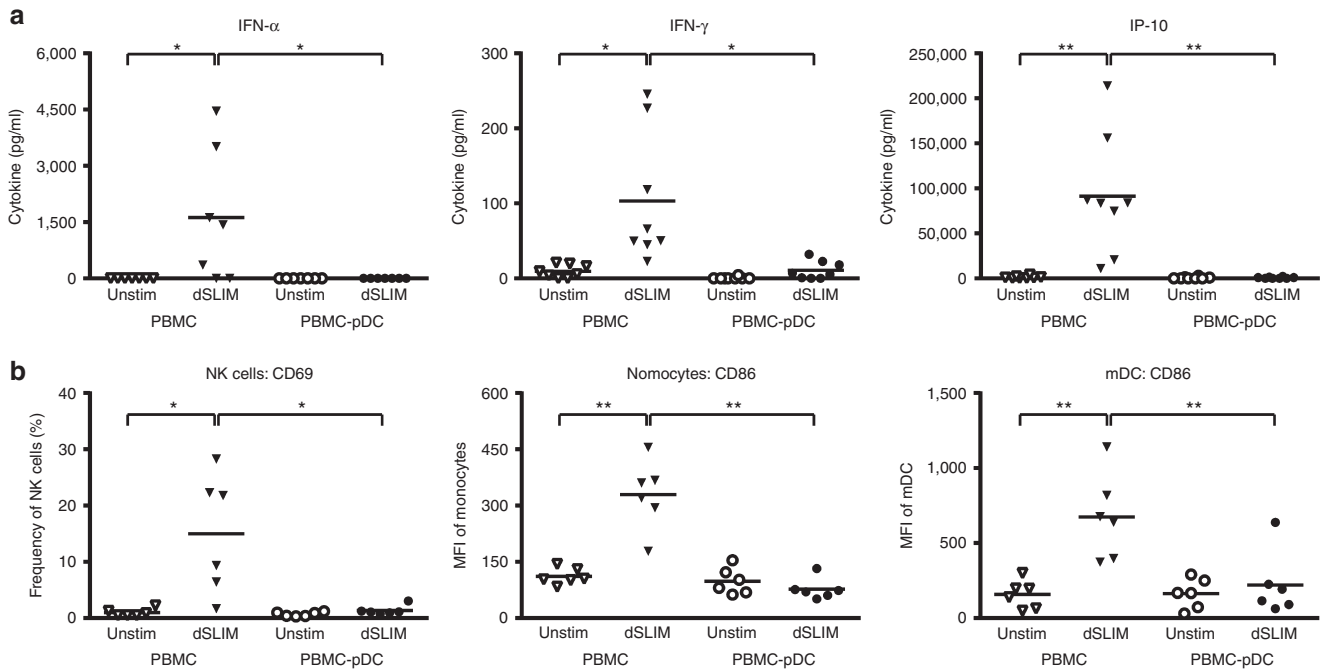 a
IFN-α
IFN-γ
IP-10
6,000
4,500
3,000
1,500
0
Cytokine (pg/ml)
* *
Unstim dSLIM Unstim dSLIM
PBMC PBMC-pDC
300
200
100
0
Cytokine (pg/ml)
* *
Unstim dSLIM Unstim dSLIM
PBMC PBMC-pDC
250,000
200,000
150,000
100,000
50,000
0
Cytokine (pg/ml)
** **
Unstim dSLIM Unstim dSLIM
PBMC PBMC-pDC
b
NK cells: CD69
Nomocytes: CD86
mDC: CD86
40
30
20
10
0
Frequency of NK cells (%)
* *
Unstim dSLIM Unstim dSLIM
PBMC PBMC-pDC
600
450
300
150
0
MFI of monocytes
** **
Unstim dSLIM Unstim dSLIM
PBMC PBMC-pDC
1,500
1,000
500
0
MFI of mDC
** **
Unstim dSLIM Unstim dSLIM
PBMC PBMC-pDC